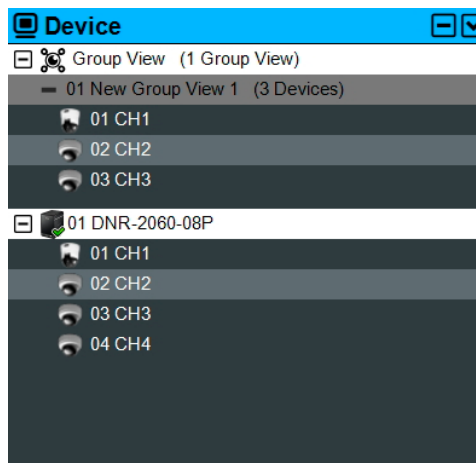 Device
Group View (1 Group View)
01 New Group View 1 (3 Devices)
01 CH1
02 CH2
03 CH3
01 DNR-2060-08P
01 CH1
02 CH2
03 CH3
04 CH4